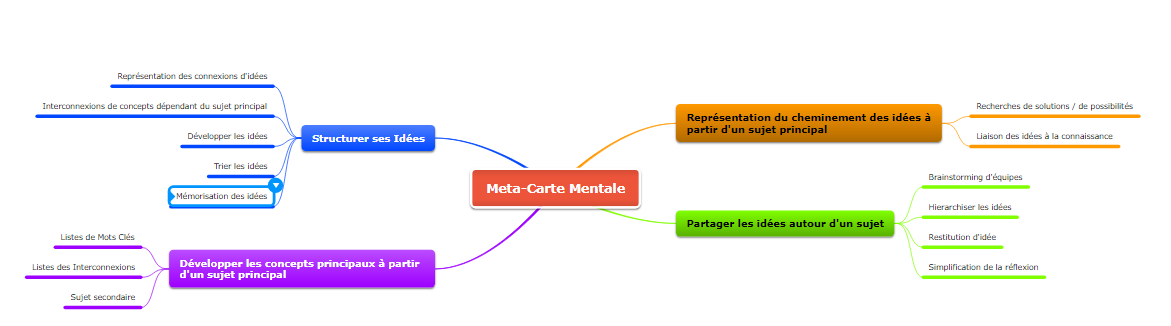 Représentation des connexions d'idées
Interconnexions de concepts dépendant du sujet principal
Développer les idées
Trier les idées
Mémorisation des idées
Structurer ses Idées
Listes de Mots Clés
Listes des Interconnexions
Sujet secondaire
Développer les concepts principaux à partir
d'un sujet principal
Meta-Carte Mentale
Représentation du cheminement des idées à
partir d'un sujet principal
Recherches de solutions / de possibilités
Liaison des idées à la connaissance
Partager les idées autour d'un sujet
Brainstorming d'équipes
Hierarchiser les idées
Restitution d'idée
Simplification de la réflexion